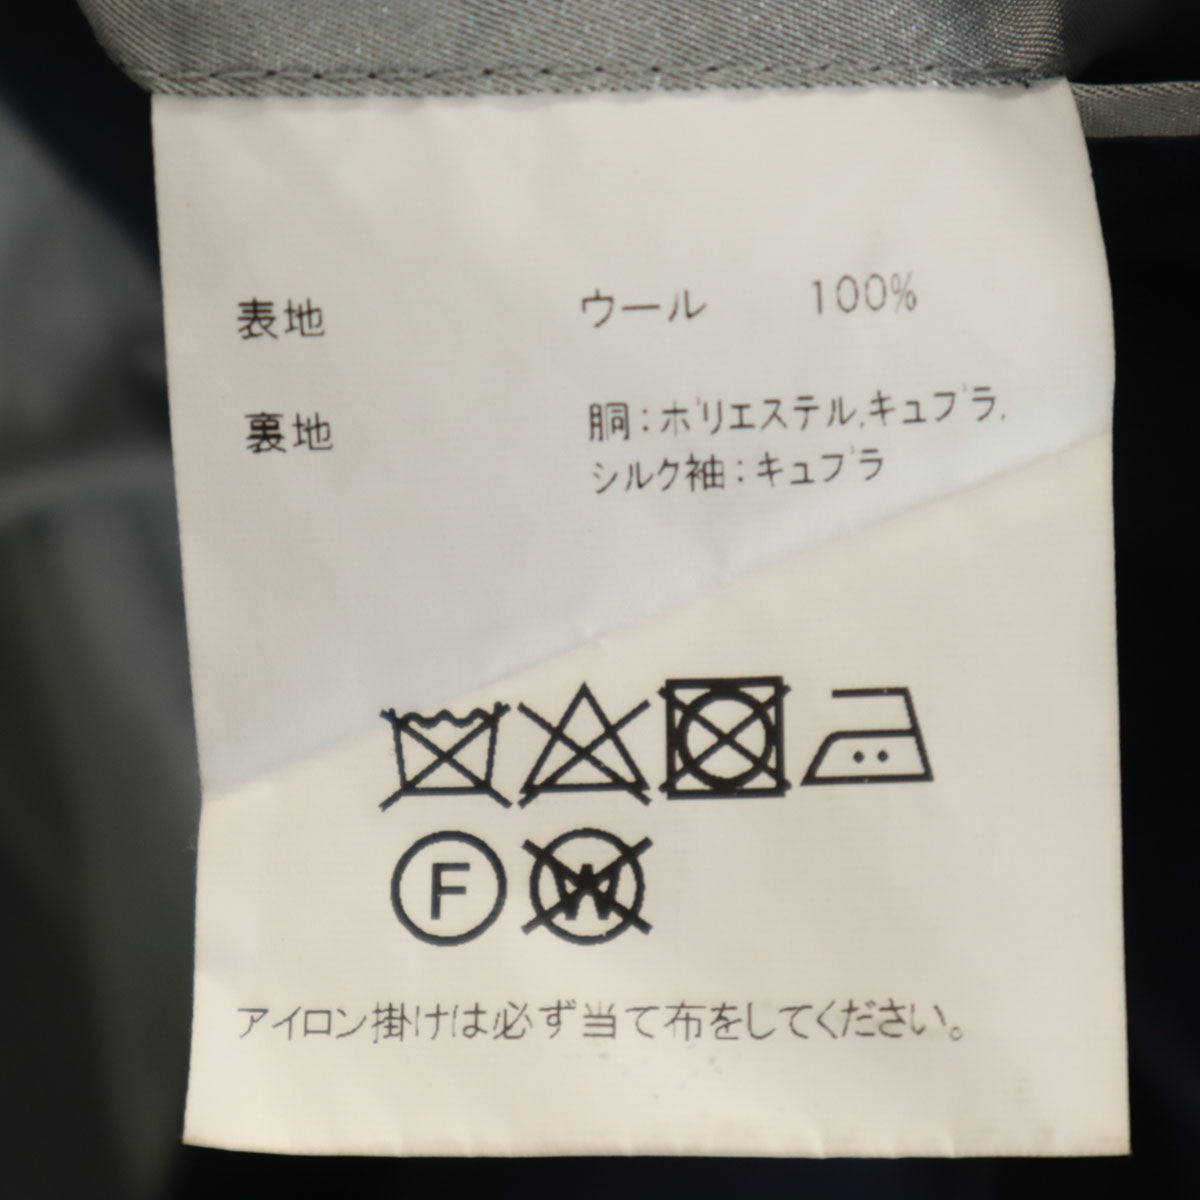 表地 ウール 100%
裏地 胴:ポリエステル,キュプラ,
シルク袖:キュプラ
F W
アイロン掛けは必ず当て布をしてください。